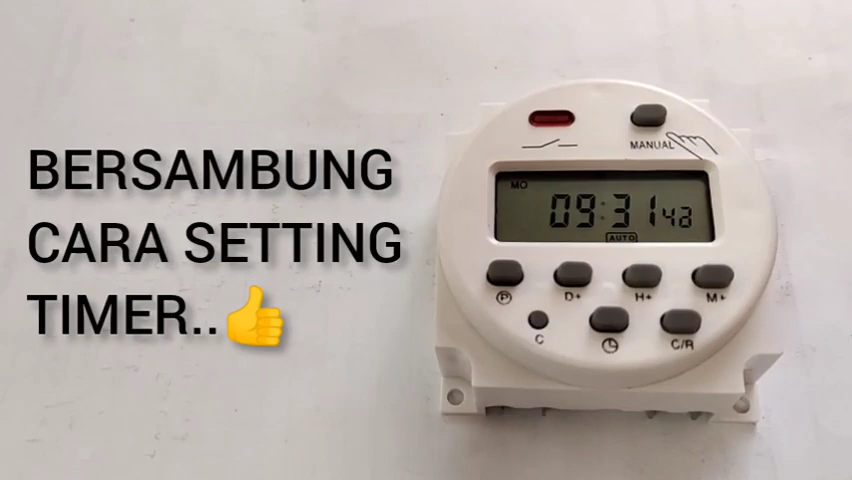 BERSAMBUNG
CARA SETTING
TIMER..👍
MANUAL
MO
09:31 48
AUTO
P D+ H+ M+
C C/R